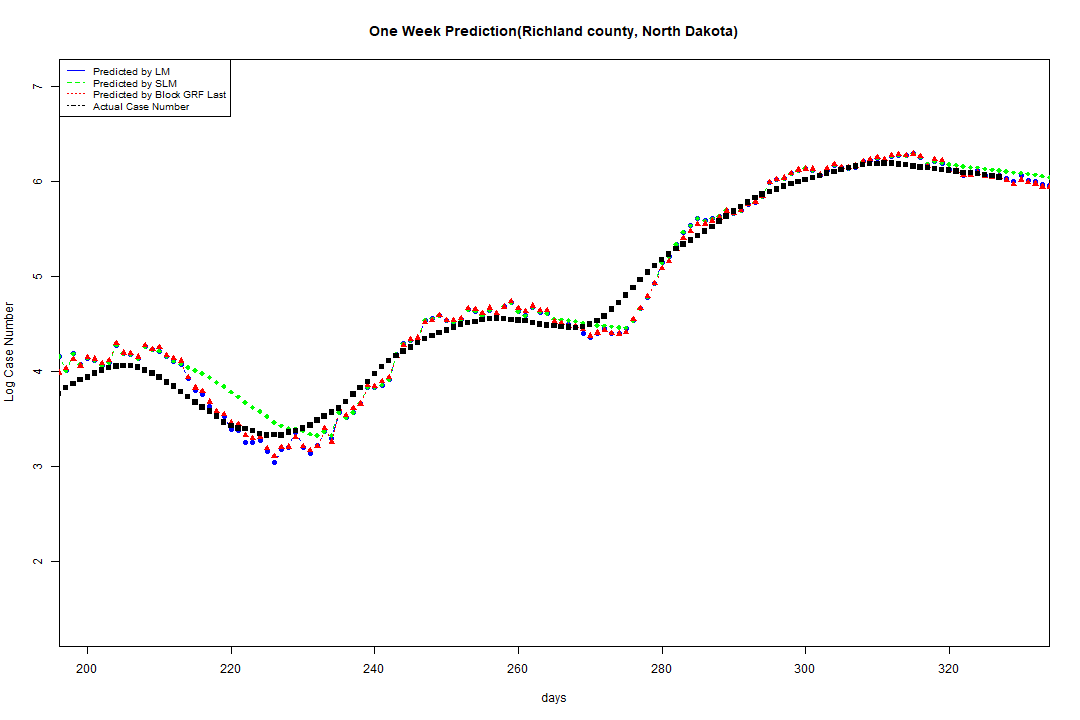 One Week Prediction(Richland county, North Dakota)
Predicted by LM
Predicted by SLM
Predicted by Block GRF Last
Actual Case Number
7
6
5
4
3
2
Log Case Number
200 220 240 260 280 300 320
days